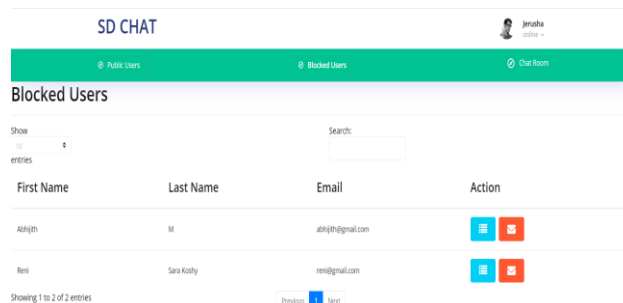 SD CHAT
Jerusha
online
Public Users Blocked Users Chat Room
Blocked Users
Show Search:
10
entries
First Name Last Name Email Action
Abhijith M abhijith@gmail.com
Reni Sara Koshy reni@gmail.com
Showing 1 to 2 of 2 entries Previous 1 Next